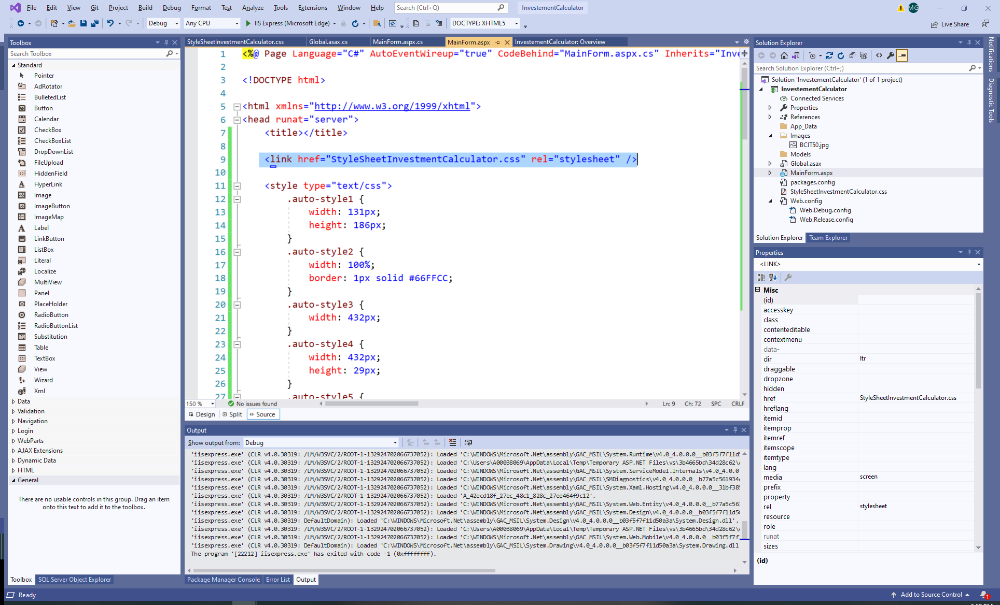 File Edit View Git Project Build Debug Format Test Analyze Tools Extensions Window Help Search (Ctrl+Q) InvestementCalculator MG
Debug Any CPU IIS Express (Microsoft Edge) DOCTYPE: XHTML5 Live Share
Toolbox
Search Toolbox
Standard
Pointer
AdRotator
BulletedList
Button
Calendar
CheckBox
CheckBoxList
DropDownList
FileUpload
HiddenField
HyperLink
Image
ImageButton
ImageMap
Label
LinkButton
ListBox
Literal
Localize
MultiView
Panel
PlaceHolder
RadioButton
RadioButtonList
Substitution
Table
TextBox
View
Wizard
Xml
Data
Validation
Navigation
Login
WebParts
AJAX Extensions
Dynamic Data
HTML
General
There are no usable controls in this group. Drag an item
onto this text to add it to the toolbox.
Toolbox SQL Server Object Explorer
StyleSheetInvestmentCalculator.css Global.asax.cs MainForm.aspx.cs MainForm.aspx InvestementCalculator: Overview
1 <%@ Page Language="C#" AutoEventWireup="true" CodeBehind="MainForm.aspx.cs" Inherits="Inve
2
3 <!DOCTYPE html>
4
5 <html xmlns="http://www.w3.org/1999/xhtml">
6 <head runat="server">
7 <title></title>
8
9 <link href="StyleSheetInvestmentCalculator.css" rel="stylesheet" />
10
11 <style type="text/css">
12 .auto-style1 {
13 width: 131px;
14 height: 186px;
15 }
16 .auto-style2 {
17 width: 100%;
18 border: 1px solid #66FFCC;
19 }
20 .auto-style3 {
21 width: 432px;
22 }
23 .auto-style4 {
24 width: 432px;
25 height: 29px;
26 }
27 .auto-style5 {
150 % No issues found Ln: 9 Ch: 72 SPC CRLF
Design Split Source
Output
Show output from: Debug
'iisexpress.exe' (CLR v4.0.30319: /LM/W3SVC/2/ROOT-1-132924702066737052): Loaded 'C:\WINDOWS\Microsoft.Net\assembly\GAC_MSIL\System.Runtime\v4.0_4.0.0.0__b03f5f7f11d5
'iisexpress.exe' (CLR v4.0.30319: /LM/W3SVC/2/ROOT-1-132924702066737052): Loaded 'C:\Users\A00038069\AppData\Local\Temp\Temporary ASP.NET Files\vs\3b4665bd\34d28c62\
'iisexpress.exe' (CLR v4.0.30319: /LM/W3SVC/2/ROOT-1-132924702066737052): Loaded 'C:\WINDOWS\Microsoft.Net\assembly\GAC_MSIL\System.ServiceModel.Internals\v4.0_4.0.0
'iisexpress.exe' (CLR v4.0.30319: /LM/W3SVC/2/ROOT-1-132924702066737052): Loaded 'C:\WINDOWS\Microsoft.Net\assembly\GAC_MSIL\SMDiagnostics\v4.0_4.0.0.0__b77a5c561934
'iisexpress.exe' (CLR v4.0.30319: /LM/W3SVC/2/ROOT-1-132924702066737052): Loaded 'C:\WINDOWS\Microsoft.Net\assembly\GAC_MSIL\System.Xaml.Hosting\v4.0_4.0.0.0__31bf385
'iisexpress.exe' (CLR v4.0.30319: /LM/W3SVC/2/ROOT-1-132924702066737052): Loaded 'A_42ecd18f_27ec_48c1_828c_27ee464f9c12'.
'iisexpress.exe' (CLR v4.0.30319: /LM/W3SVC/2/ROOT-1-132924702066737052): Loaded 'C:\WINDOWS\Microsoft.Net\assembly\GAC_MSIL\System.Web.Entity\v4.0_4.0.0.0__b77a5c56
'iisexpress.exe' (CLR v4.0.30319: /LM/W3SVC/2/ROOT-1-132924702066737052): Loaded 'C:\WINDOWS\Microsoft.Net\assembly\GAC_MSIL\System.Design\v4.0_4.0.0.0__b03f5f7f11d50
'iisexpress.exe' (CLR v4.0.30319: DefaultDomain): Loaded 'C:\WINDOWS\Microsoft.Net\assembly\GAC_MSIL\System.Design\v4.0_4.0.0.0__b03f5f7f11d50a3a\System.Design.dll'.
'iisexpress.exe' (CLR v4.0.30319: /LM/W3SVC/2/ROOT-1-132924702066737052): Loaded 'C:\Users\A00038069\AppData\Local\Temp\Temporary ASP.NET Files\vs\3b4665bd\34d28c62\
'iisexpress.exe' (CLR v4.0.30319: /LM/W3SVC/2/ROOT-1-132924702066737052): Loaded 'C:\WINDOWS\Microsoft.Net\assembly\GAC_MSIL\System.Web.Mobile\v4.0_4.0.0.0__b03f5f7f
'iisexpress.exe' (CLR v4.0.30319: DefaultDomain): Loaded 'C:\WINDOWS\Microsoft.Net\assembly\GAC_MSIL\System.Drawing\v4.0_4.0.0.0__b03f5f7f11d50a3a\System.Drawing.dll
The program '[22212] iisexpress.exe' has exited with code -1 (0xffffffff).
Package Manager Console Error List Output
Solution Explorer
Search Solution Explorer (Ctrl+;)
Solution 'InvestementCalculator' (1 of 1 project)
InvestementCalculator
Connected Services
Properties
References
App_Data
Images
BCIT50.jpg
Models
Global.asax
MainForm.aspx
packages.config
StyleSheetInvestmentCalculator.css
Web.config
Web.Debug.config
Web.Release.config
Solution Explorer Team Explorer
Properties
<LINK>
Misc
(id)
accesskey
class
contenteditable
contextmenu
data-
dir ltr
draggable
dropzone
hidden
href StyleSheetInvestmentCalculator.css
hreflang
itemid
itemprop
itemref
itemscope
itemtype
lang
media screen
prefix
property
rel stylesheet
resource
role
runat
sizes
(id)
Notifications
Diagnostic Tools
Ready Add to Source Control 1